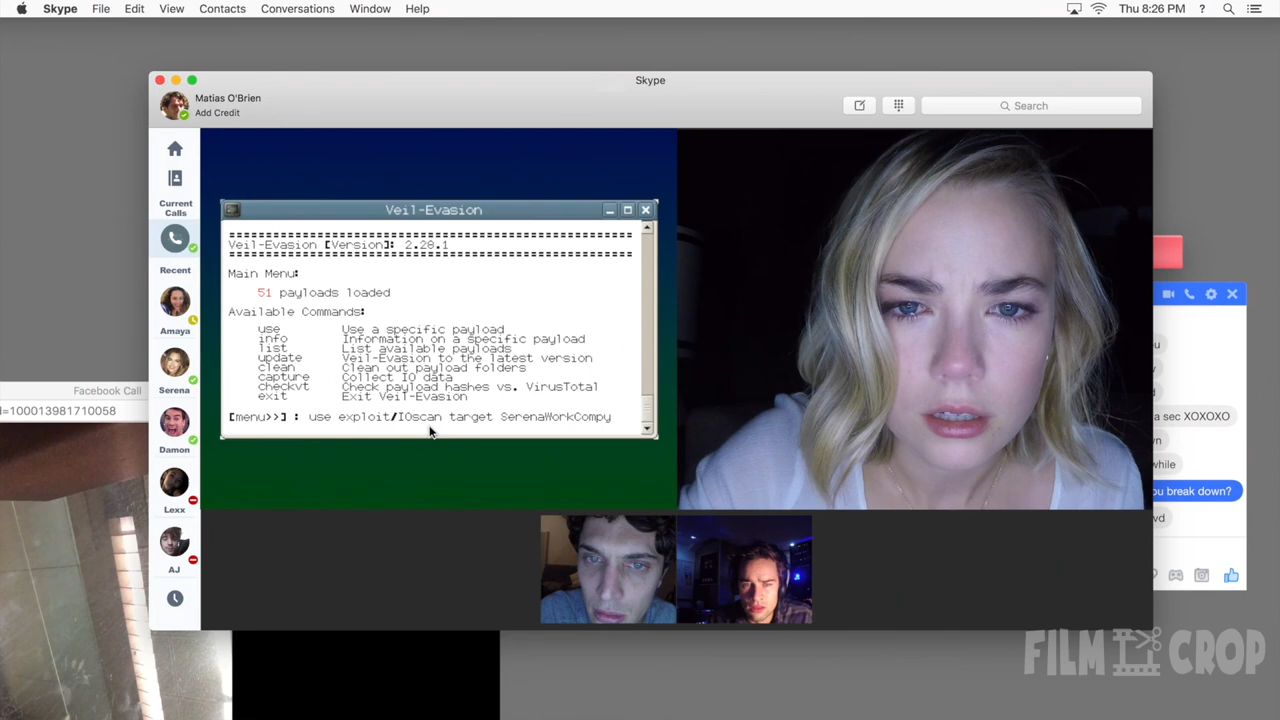 Skype File Edit View Contacts Conversations Window Help
Thu 8:26 PM
Skype
Matias O'Brien
Add Credit
Search
Current
Calls
Recent
Amaya
Serena
Damon
Lexx
AJ
Veil-Evasion
Veil-Evasion [Version]: 2.28.1
Main Menu:
51 payloads loaded
Available Commands:
use Use a specific payload
info Information on a specific payload
list List available payloads
update Veil-Evasion to the latest version
clean Clean out payload folders
capture Collect IO data
checkvt Check payload hashes vs. VirusTotal
exit Exit Veil-Evasion
[menu>>] : use exploit/IOscan target SerenaWorkCompy
Facebook Call
d=100013981710058
a sec XOXOXO
while
break down?
FILM CROP